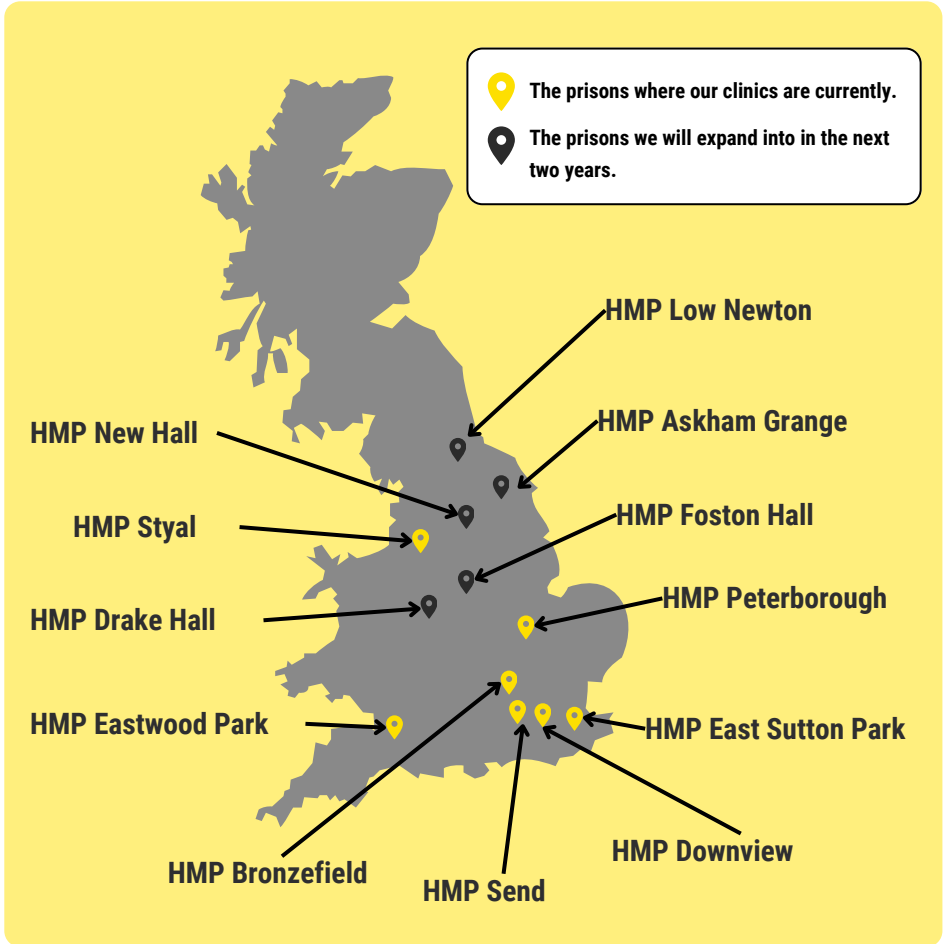 The prisons where our clinics are currently.
The prisons we will expand into in the next
two years.
HMP Low Newton
HMP Askham Grange
HMP New Hall
HMP Foston Hall
HMP Styal
HMP Peterborough
HMP Drake Hall
HMP Eastwood Park
HMP East Sutton Park
HMP Downview
HMP Bronzefield
HMP Send